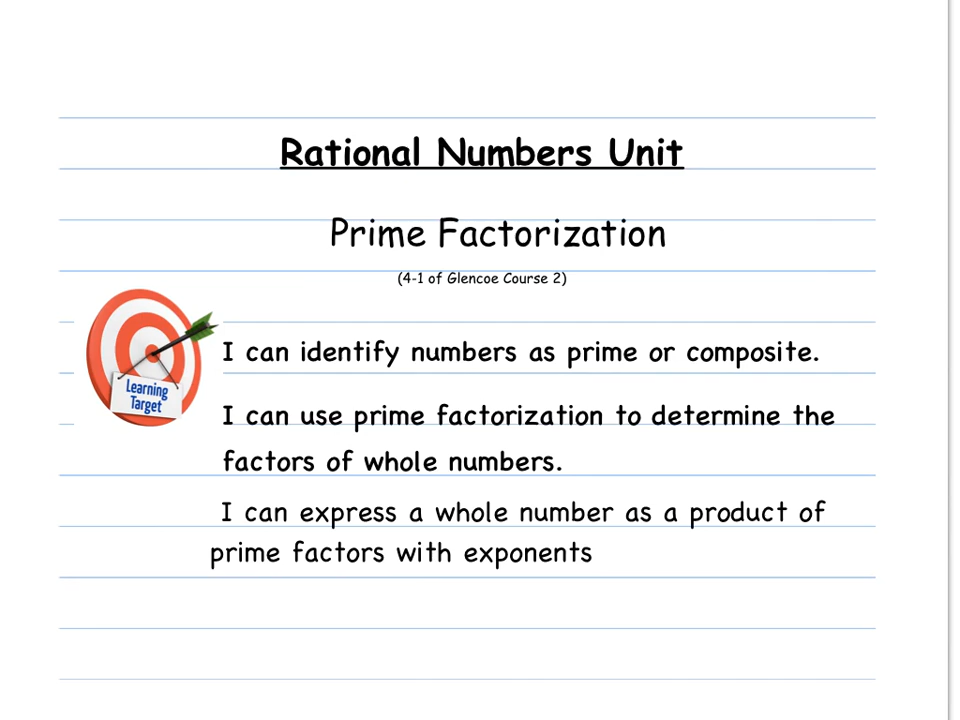 Rational Numbers Unit
Prime Factorization
(4-1 of Glencoe Course 2)
I can identify numbers as prime or composite.
Learning
Target
I can use prime factorization to determine the
factors of whole numbers.
I can express a whole number as a product of
prime factors with exponents